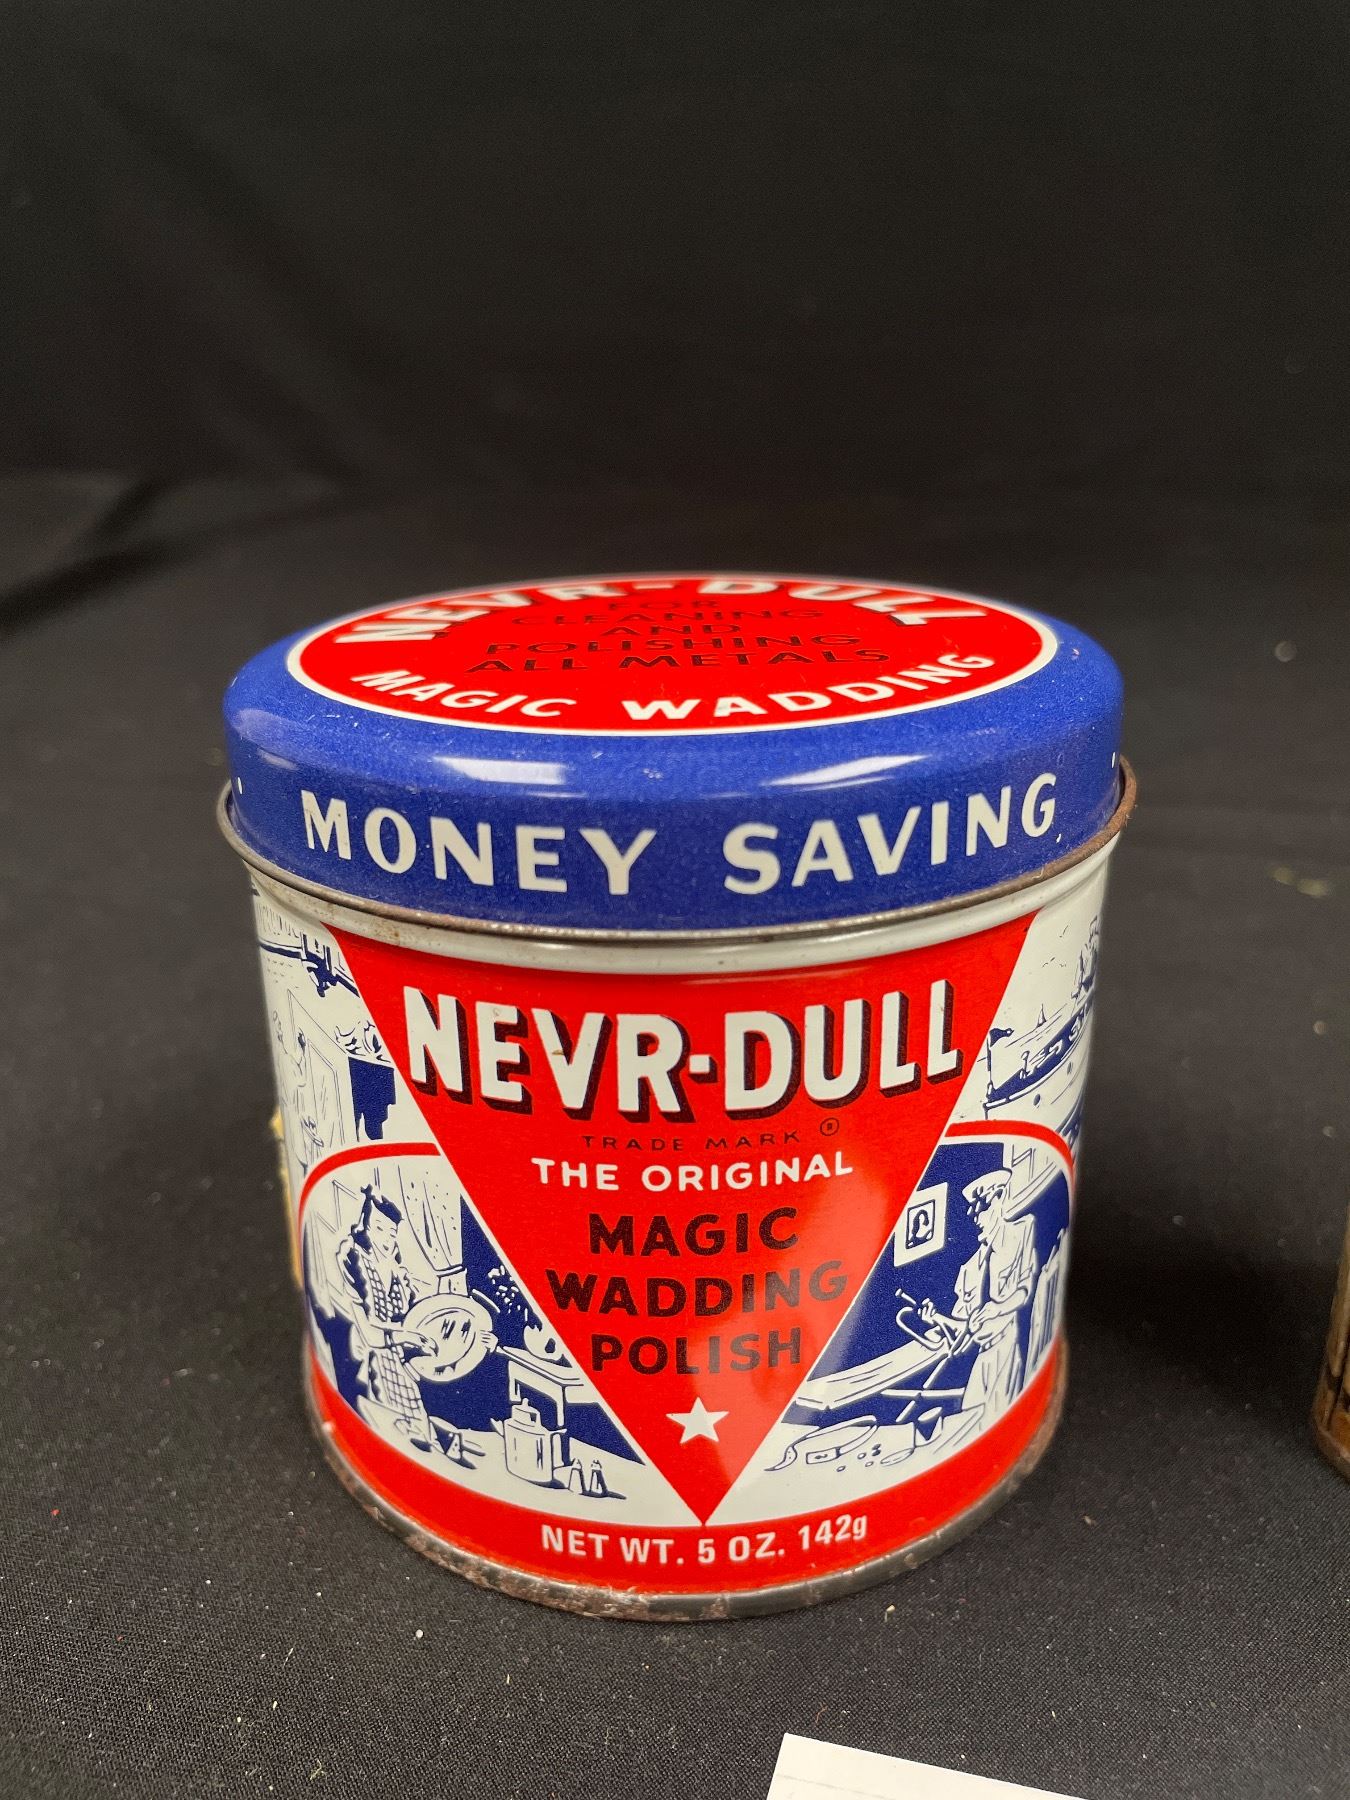 NEVR-DULL
FOR
CLEANING
AND
POLISHING
ALL METALS
MAGIC WADDING
MONEY SAVING
NEVR-DULL
TRADE MARK ®
THE ORIGINAL
MAGIC
WADDING
POLISH
NET WT. 5 OZ. 142g